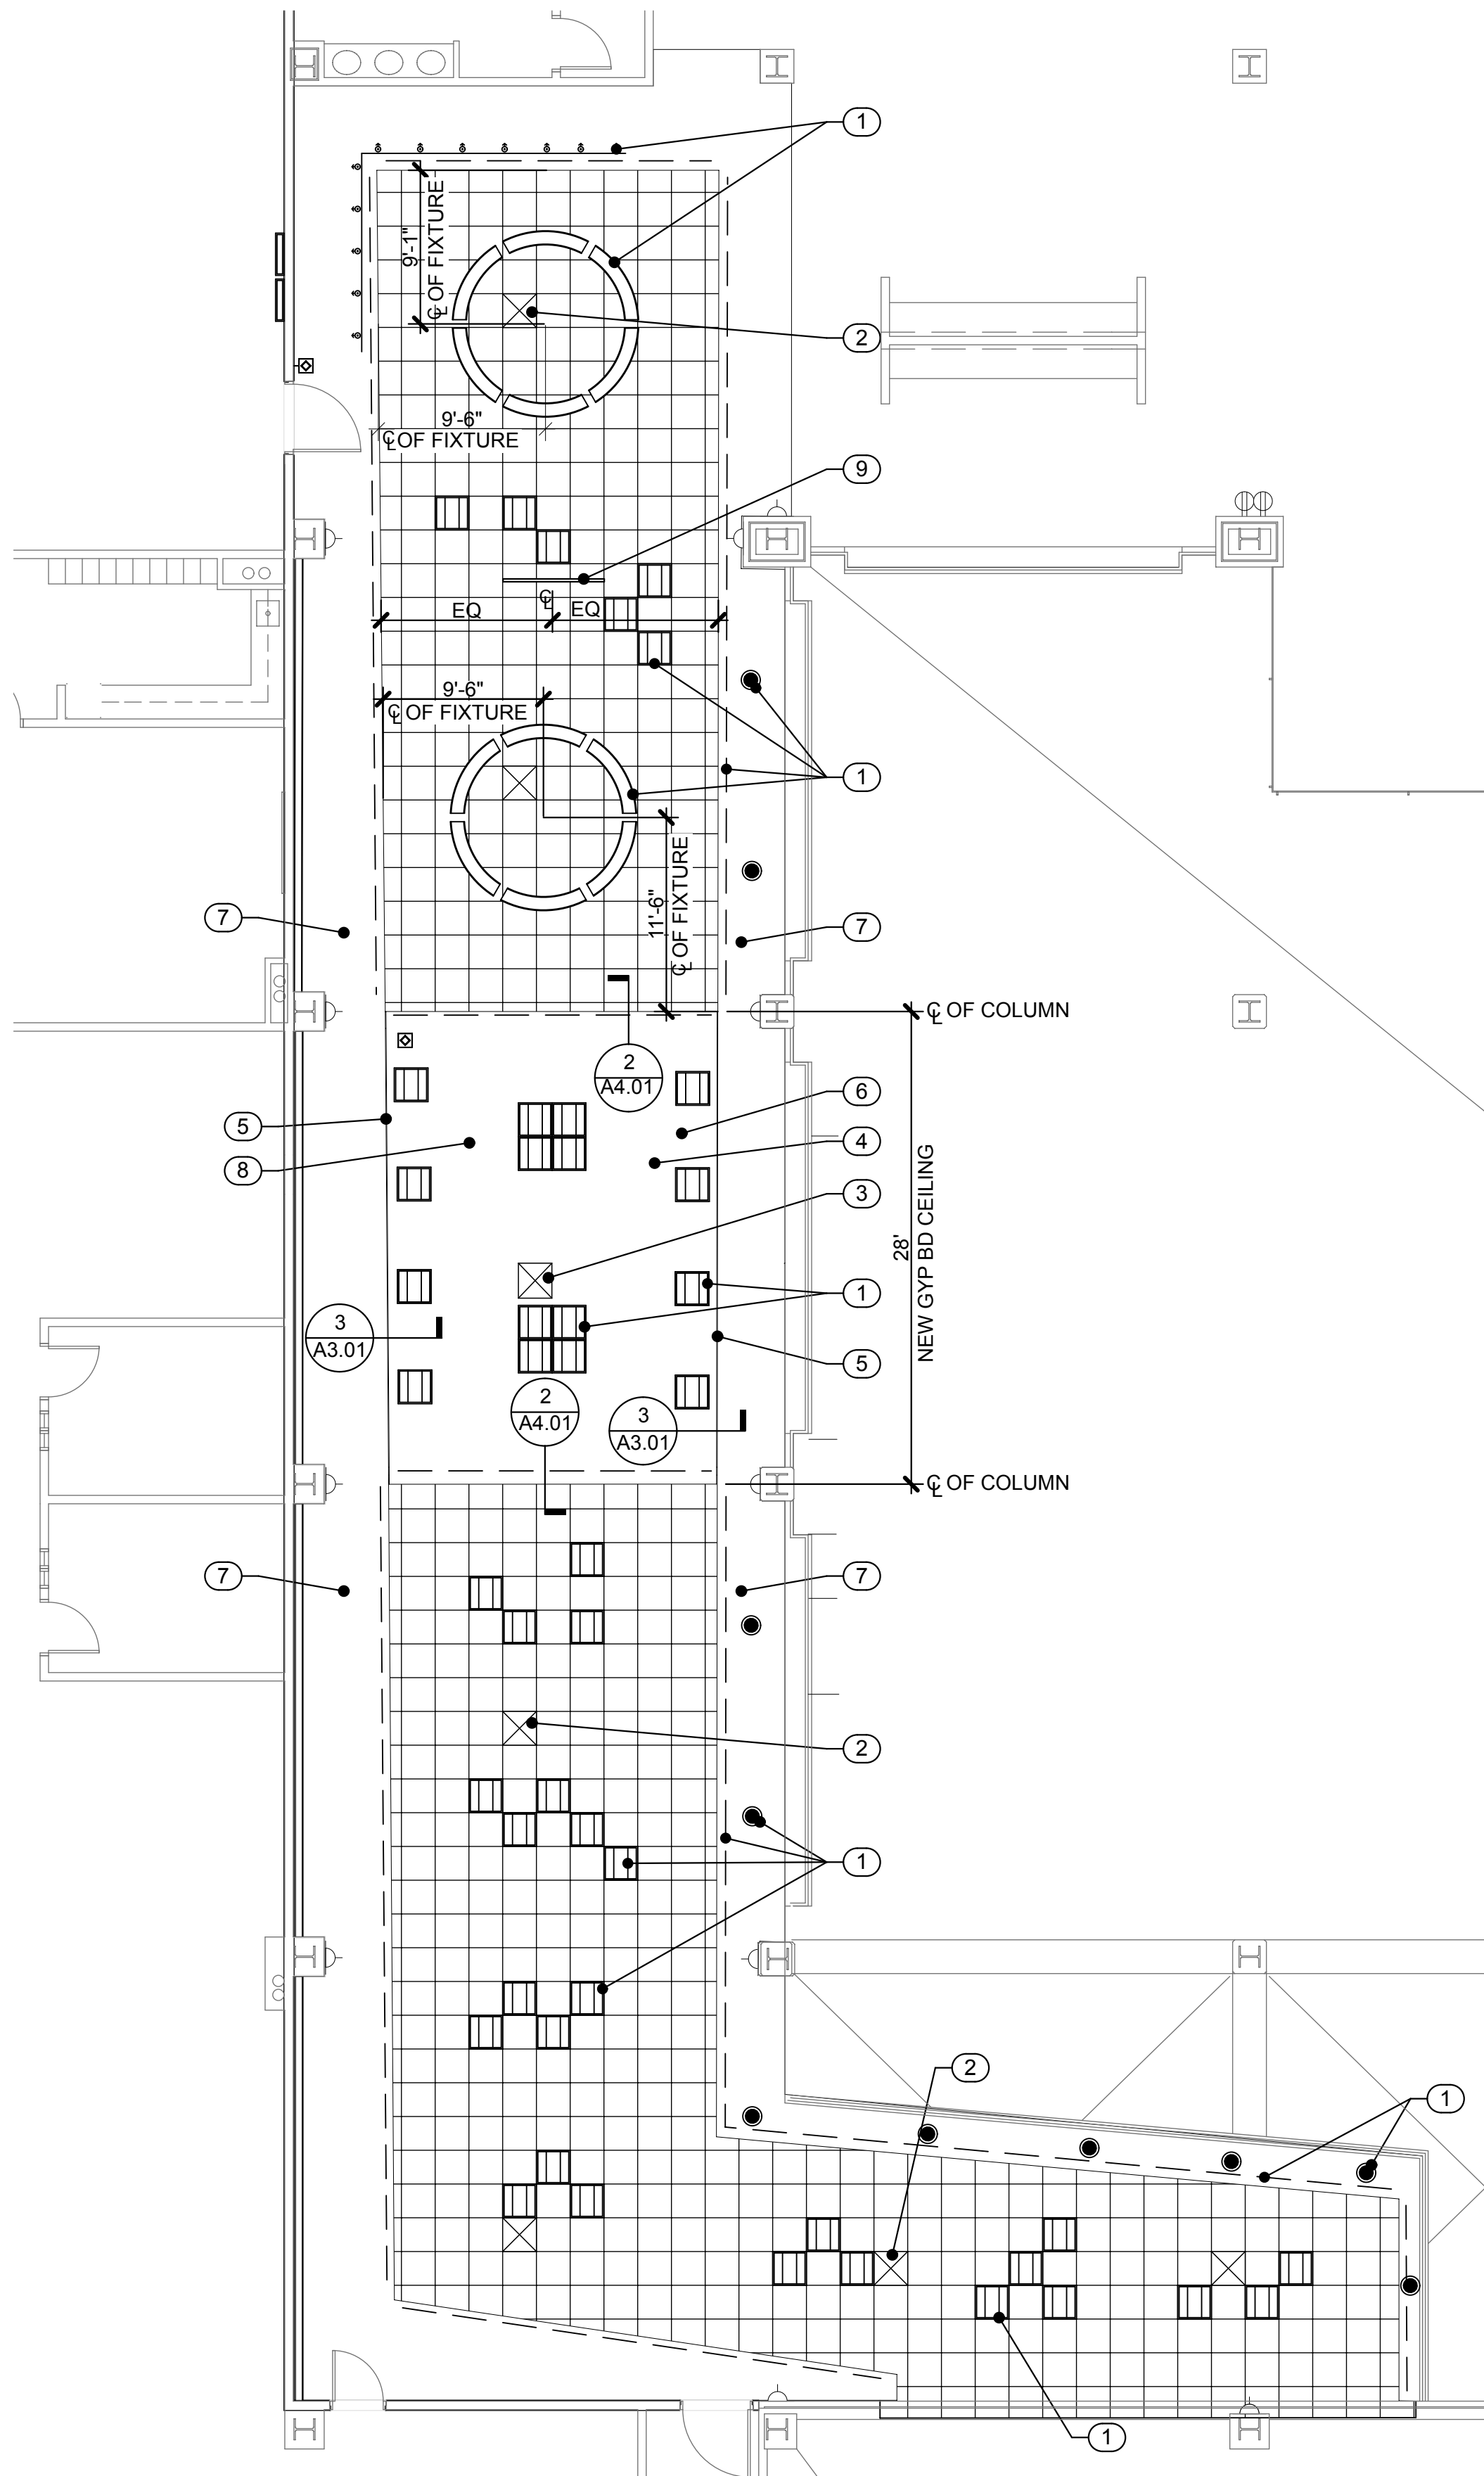 1
9'-1"
℄ OF FIXTURE
2
9'-6"
℄ OF FIXTURE
9
EQ
℄
EQ
9'-6"
℄ OF FIXTURE
1
11'-6"
℄ OF FIXTURE
7
7
℄ OF COLUMN
2
A4.01
6
5
4
8
3
28'
NEW GYP BD CEILING
1
3
A3.01
5
2
A4.01
3
A3.01
℄ OF COLUMN
7
7
2
1
2
1
1